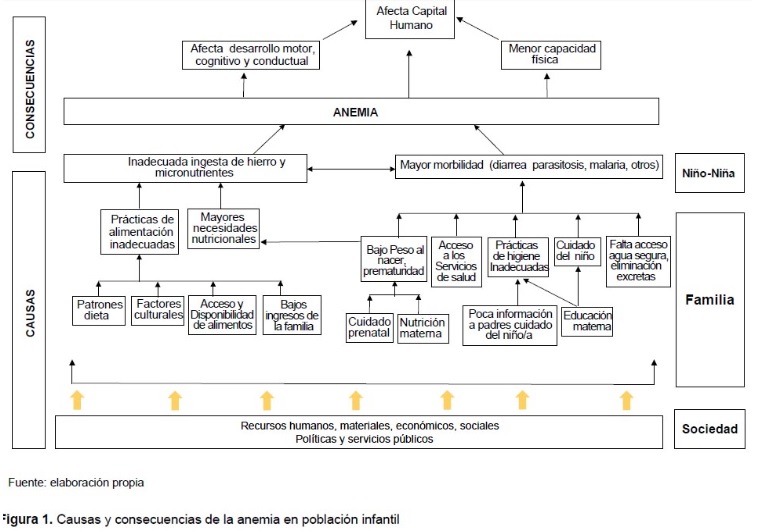 Afecta Capital
Humano
Afecta desarrollo motor,
cognitivo y conductual
Menor capacidad
física
CONSECUENCIAS
ANEMIA
Inadecuada ingesta de hierro y
micronutrientes
Mayor morbilidad (diarrea parasitosis, malaria, otros)
Niño-Niña
CAUSAS
Prácticas de
alimentación
inadecuadas
Mayores
necesidades
nutricionales
Bajo Peso al
nacer,
prematuridad
Acceso
a los
Servicios
de salud
Prácticas
de higiene
Inadecuadas
Cuidado
del niño
Falta acceso
agua segura,
eliminación
excretas
Familia
Patrones
dieta
Factores
culturales
Acceso y
Disponibilidad
de alimentos
Bajos
ingresos de
la familia
Cuidado
prenatal
Nutrición
materna
Poca información
a padres cuidado
del niño/a
Educación
materna
Recursos humanos, materiales, económicos, sociales
Políticas y servicios públicos
Sociedad
Fuente: elaboración propia
Figura 1. Causas y consecuencias de la anemia en población infantil